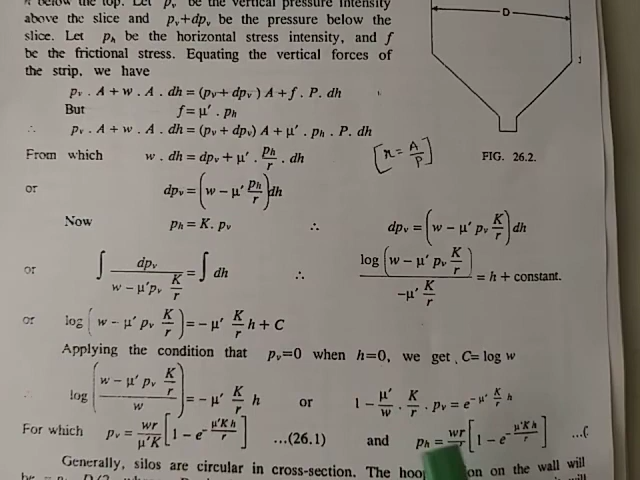 h below the top. Let pᵥ be the vertical pressure intensity
above the slice and pᵥ+dpᵥ be the pressure below the
slice. Let pₕ be the horizontal stress intensity, and f
be the frictional stress. Equating the vertical forces of
the strip, we have
D
pᵥ . A + w . A . dh = (pᵥ + dpᵥ ) A + f . P. dh
But f = μ′ . pₕ
∴ pᵥ . A + w . A . dh = (pᵥ + dpᵥ) A + μ′ . pₕ . P. dh
From which w . dh = dpᵥ + μ′ . pₕ/r . dh [r = A/P]
FIG. 26.2.
or dpᵥ = (w − μ′ pₕ/r) dh
Now pₕ = K. pᵥ ∴ dpᵥ = (w − μ′ pᵥ K/r) dh
or ∫ dpᵥ / (w − μ′pᵥ K/r) = ∫ dh ∴ log (w − μ′ pᵥ K/r) / (−μ′ K/r) = h + constant.
or log (w − μ′ pᵥ K/r) = − μ′ K/r h + C
Applying the condition that pᵥ=0 when h=0, we get C= log w
∴ log ((w − μ′ pᵥ K/r) / w) = − μ′ K/r h or 1 − μ′/w . K/r . pᵥ = e^(− μ′ K/r h)
For which pᵥ = wr/μ′K [1 − e^(− μ′K h/r)] ...(26.1) and pₕ = wr [1 − e^(− μ′K h/r)] ...(
Generally, silos are circular in cross-section. The hoop on the wall will